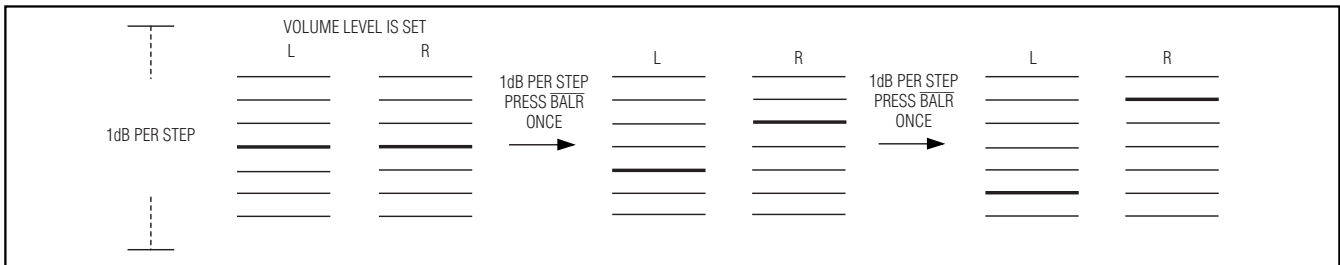 VOLUME LEVEL IS SET
L R
1dB PER STEP
1dB PER STEP
PRESS BALR
ONCE
L R
1dB PER STEP
PRESS BALR
ONCE
L R